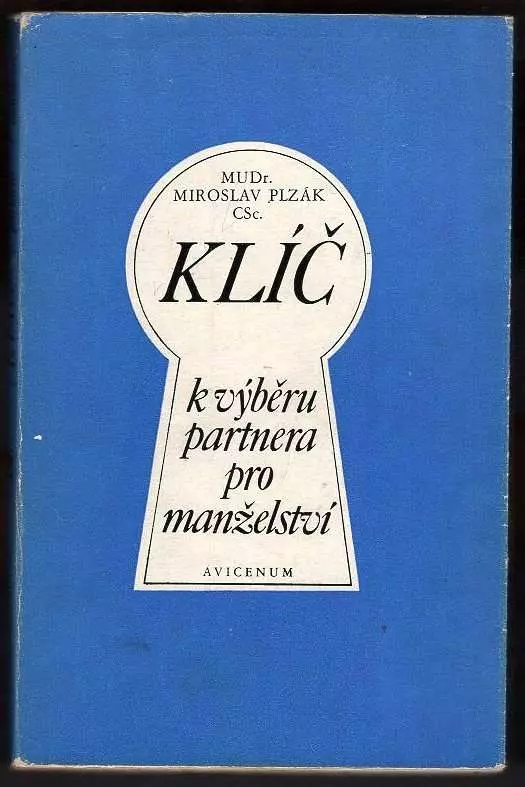 MUDr.
MIROSLAV PLZÁK
CSc.
KLÍČ
k výběru
partnera
pro
manželství
AVICENUM